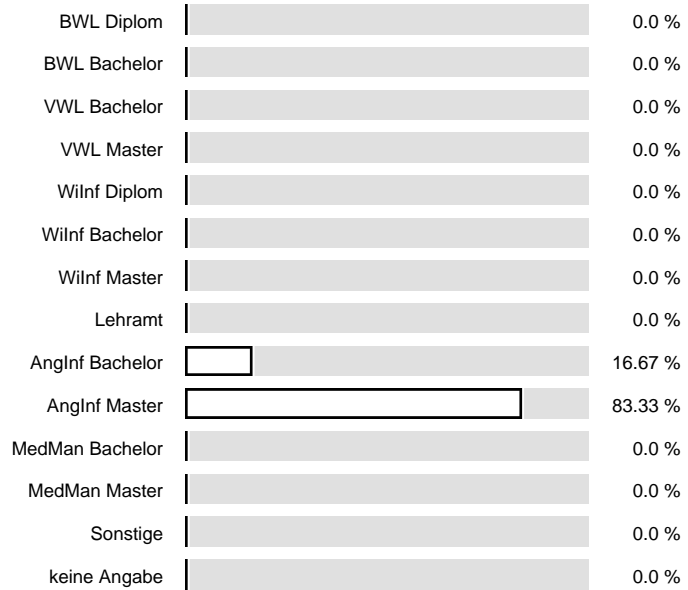 BWL Diplom 0.0 %
BWL Bachelor 0.0 %
VWL Bachelor 0.0 %
VWL Master 0.0 %
WiInf Diplom 0.0 %
WiInf Bachelor 0.0 %
WiInf Master 0.0 %
Lehramt 0.0 %
AngInf Bachelor 16.67 %
AngInf Master 83.33 %
MedMan Bachelor 0.0 %
MedMan Master 0.0 %
Sonstige 0.0 %
keine Angabe 0.0 %